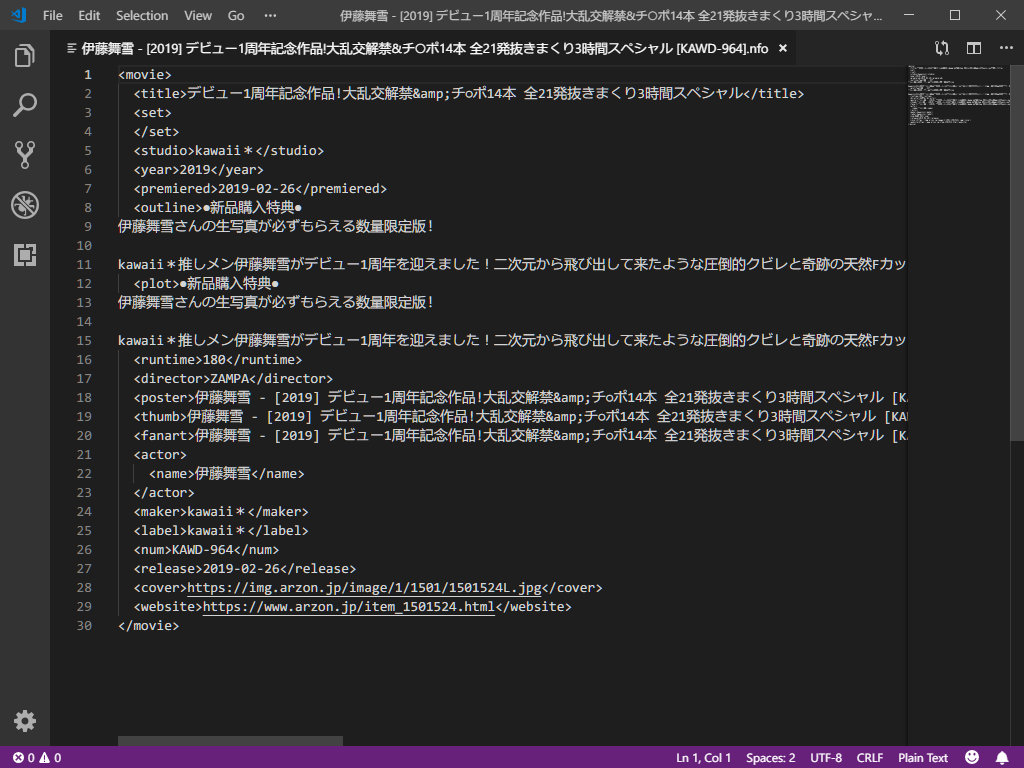 File Edit Selection View Go ··· 伊藤舞雪 - [2019] デビュー1周年記念作品!大乱交解禁&チ○ポ14本 全21発抜きまくり3時間スペシャ...
伊藤舞雪 - [2019] デビュー1周年記念作品!大乱交解禁&チ○ポ14本 全21発抜きまくり3時間スペシャル [KAWD-964].nfo
1 <movie>
2 <title>デビュー1周年記念作品!大乱交解禁&amp;チ○ポ14本 全21発抜きまくり3時間スペシャル</title>
3 <set>
4 </set>
5 <studio>kawaii＊</studio>
6 <year>2019</year>
7 <premiered>2019-02-26</premiered>
8 <outline>●新品購入特典●
9 伊藤舞雪さんの生写真が必ずもらえる数量限定版!
10
11 kawaii＊推しメン伊藤舞雪がデビュー1周年を迎えました！二次元から飛び出して来たような圧倒的クビレと奇跡の天然Fカッ
12 <plot>●新品購入特典●
13 伊藤舞雪さんの生写真が必ずもらえる数量限定版!
14
15 kawaii＊推しメン伊藤舞雪がデビュー1周年を迎えました！二次元から飛び出して来たような圧倒的クビレと奇跡の天然Fカッ
16 <runtime>180</runtime>
17 <director>ZAMPA</director>
18 <poster>伊藤舞雪 - [2019] デビュー1周年記念作品!大乱交解禁&amp;チ○ポ14本 全21発抜きまくり3時間スペシャル [K
19 <thumb>伊藤舞雪 - [2019] デビュー1周年記念作品!大乱交解禁&amp;チ○ポ14本 全21発抜きまくり3時間スペシャル [KA
20 <fanart>伊藤舞雪 - [2019] デビュー1周年記念作品!大乱交解禁&amp;チ○ポ14本 全21発抜きまくり3時間スペシャル [K
21 <actor>
22 <name>伊藤舞雪</name>
23 </actor>
24 <maker>kawaii＊</maker>
25 <label>kawaii＊</label>
26 <num>KAWD-964</num>
27 <release>2019-02-26</release>
28 <cover>https://img.arzon.jp/image/1/1501/1501524L.jpg</cover>
29 <website>https://www.arzon.jp/item_1501524.html</website>
30 </movie>
0 0 Ln 1, Col 1 Spaces: 2 UTF-8 CRLF Plain Text